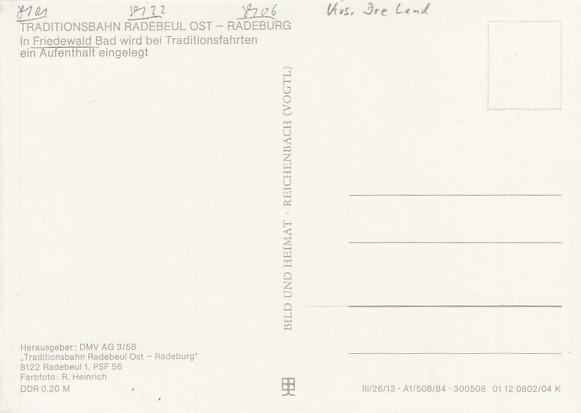 8101 8122 8106 Krs. Dre Land
TRADITIONSBAHN RADEBEUL OST – RADEBURG
In Friedewald Bad wird bei Traditionsfahrten
ein Aufenthalt eingelegt
BILD UND HEIMAT · REICHENBACH (VOGTL)
Herausgeber: DMV AG 3/58
„Traditionsbahn Radebeul Ost – Radeburg"
8122 Radebeul 1, PSF 56
Farbfoto: R. Heinrich
DDR 0,20 M
III/26/13 · A1/508/84 · 300508 01 12 0802/04 K